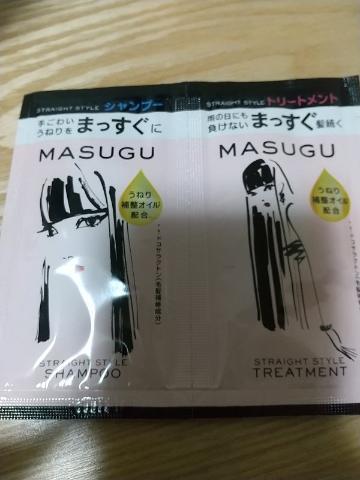 STRAIGHT STYLE シャンプー
手ごわい
うねりを まっすぐに
MASUGU
うねり
補整オイル
配合
STRAIGHT STYLE
SHAMPOO
STRAIGHT STYLE トリートメント
雨の日にも
負けない まっすぐ髪続く
MASUGU
うねり
補整オイル
配合
STRAIGHT STYLE
TREATMENT